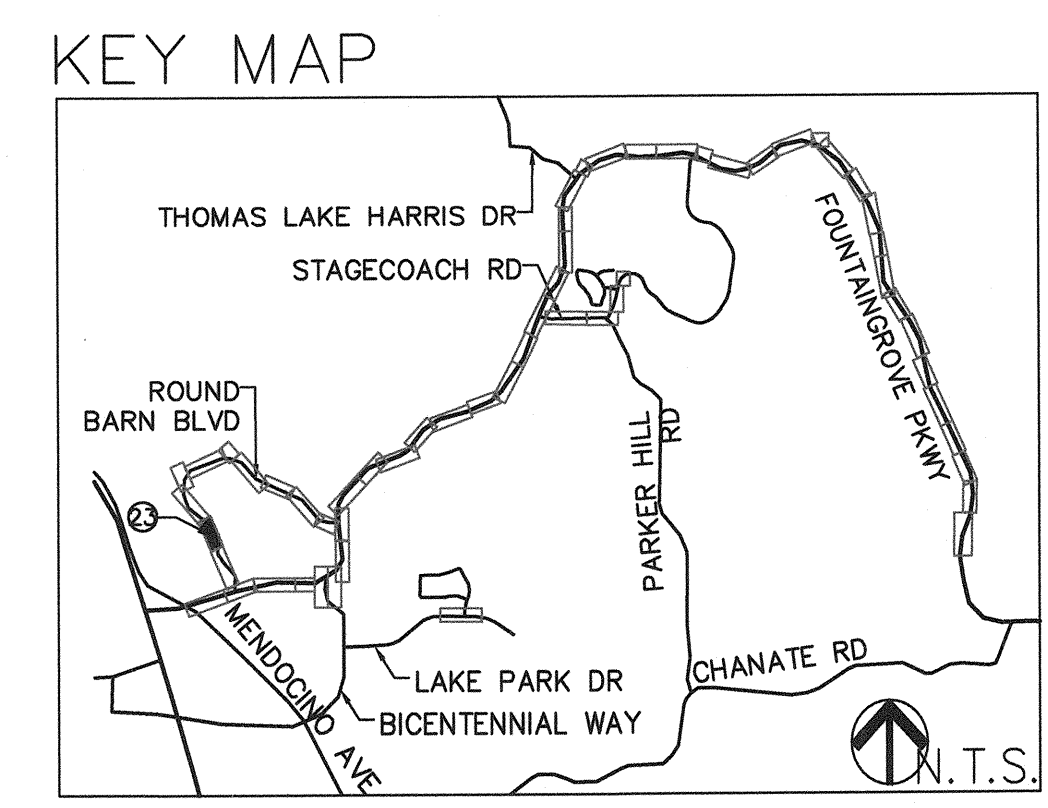 KEY MAP
THOMAS LAKE HARRIS DR
STAGECOACH RD
FOUNTAINGROVE PKWY
ROUND
BARN BLVD
PARKER HILL
RD
23
MENDOCINO AVE
CHANATE RD
LAKE PARK DR
BICENTENNIAL WAY
N.T.S.